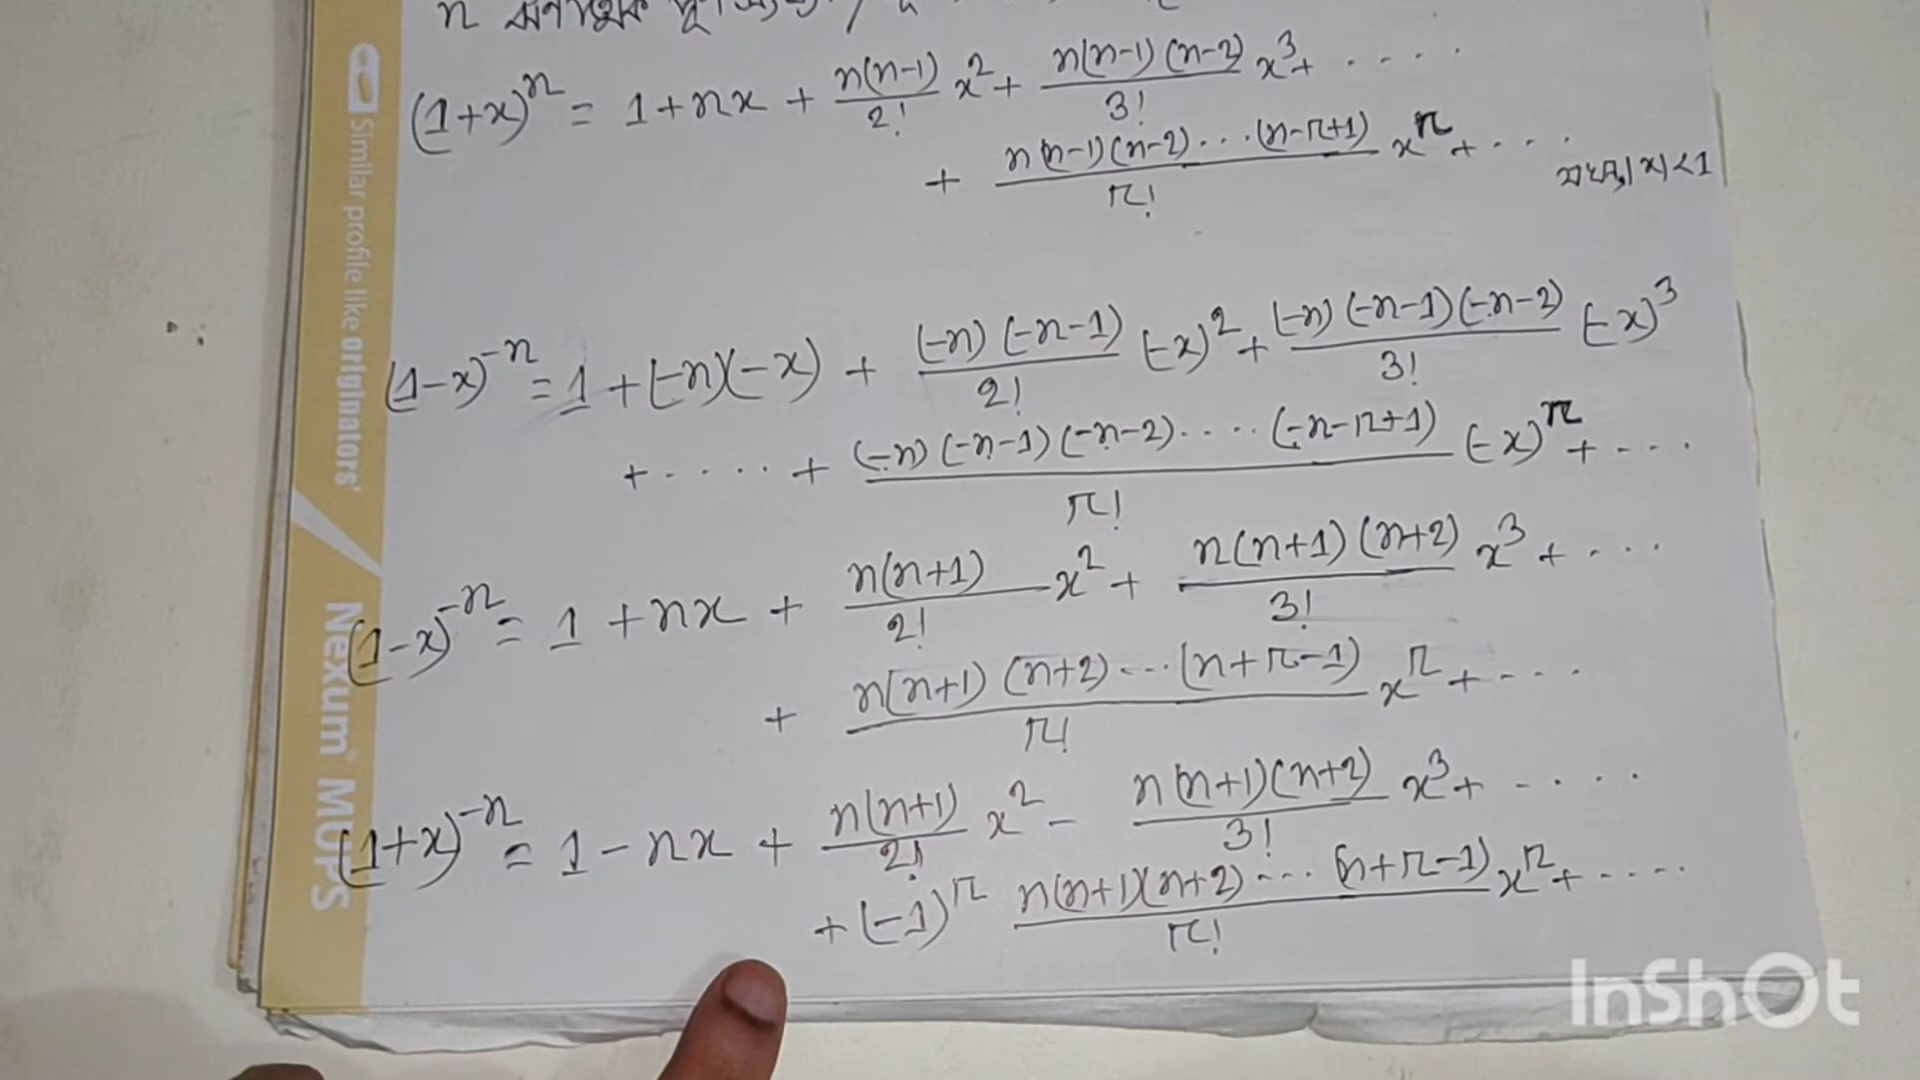 n
(1+x)^n = 1 + nx + n(n-1)/2! x^2 + n(n-1)(n-2)/3! x^3 + ....
+ n(n-1)(n-2)...(n-r+1)/r! x^r + ... যখন, |x| < 1
(1-x)^-n = 1 + (-n)(-x) + (-n)(-n-1)/2! (-x)^2 + (-n)(-n-1)(-n-2)/3! (-x)^3
+ ..... + (-n)(-n-1)(-n-2)....(-n-r+1)/r! (-x)^r + ....
(1-x)^-n = 1 + nx + n(n+1)/2! x^2 + n(n+1)(n+2)/3! x^3 + ...
+ n(n+1)(n+2)...(n+r-1)/r! x^r + ....
(1+x)^-n = 1 - nx + n(n+1)/2! x^2 - n(n+1)(n+2)/3! x^3 + ....
+ (-1)^r n(n+1)(n+2)...(n+r-1)/r! x^r + ....
Similar profile like originators'
Nexum MUPS
InShOt